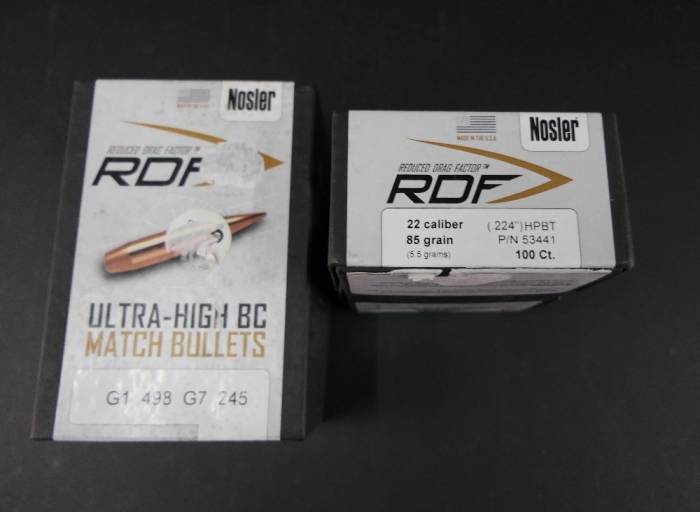 Nosler
REDUCED DRAG FACTOR™
RDF
ULTRA-HIGH BC
MATCH BULLETS
G1 .498 G7 .245
MADE IN THE U.S.A.
Nosler
REDUCED DRAG FACTOR™
RDF
22 caliber (.224") HPBT
85 grain P/N 53441
(5.5 grams) 100 Ct.